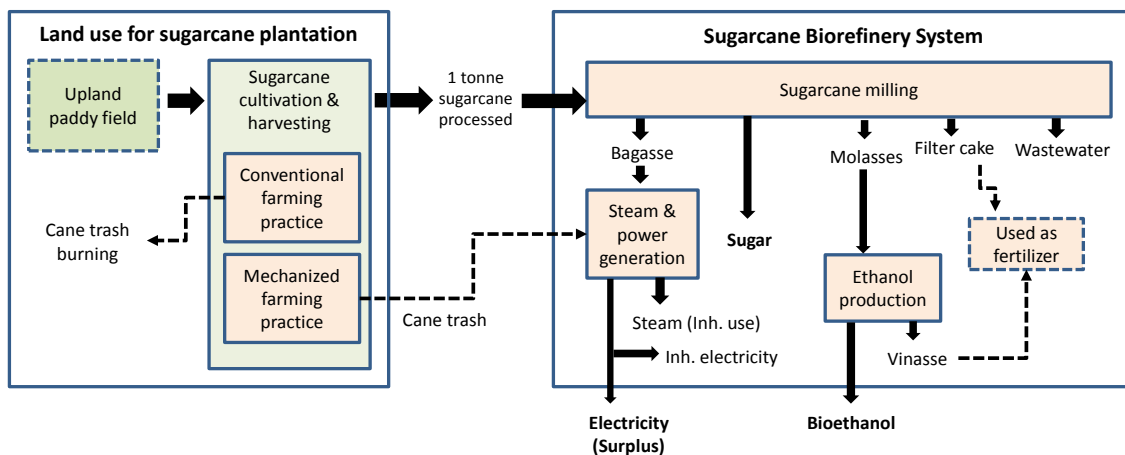 Land use for sugarcane plantation
Upland
paddy field
Sugarcane
cultivation &
harvesting
Conventional
farming
practice
Mechanized
farming
practice
Cane trash
burning
Cane trash
1 tonne
sugarcane
processed
Sugarcane Biorefinery System
Sugarcane milling
Bagasse
Molasses
Filter cake
Wastewater
Steam &
power
generation
Sugar
Used as
fertilizer
Ethanol
production
Steam (Inh. use)
Inh. electricity
Vinasse
Electricity
(Surplus)
Bioethanol